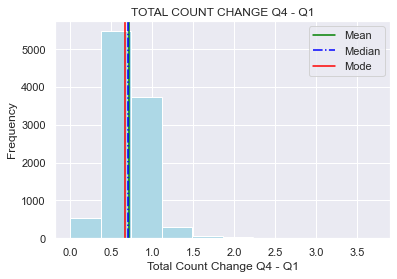 TOTAL COUNT CHANGE Q4 - Q1
Mean
Median
Mode
Frequency
5000
4000
3000
2000
1000
0
0.0 0.5 1.0 1.5 2.0 2.5 3.0 3.5
Total Count Change Q4 - Q1